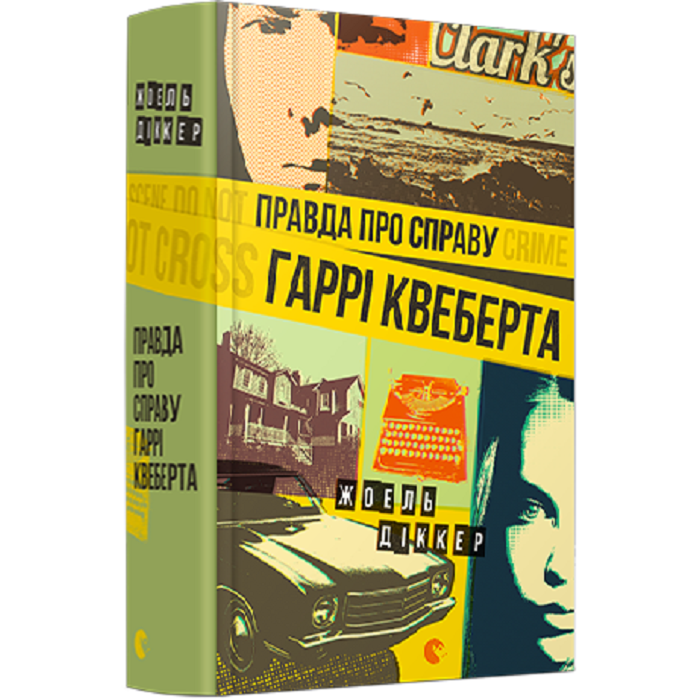 ЖОЕЛЬ
ДІККЕР
ПРАВДА
ПРО
СПРАВУ
ГАРРІ
КВЕБЕРТА
Clark's
SCENE DO NOT
ПРАВДА ПРО СПРАВУ
CRIME
OT CROSS
ГАРРІ КВЕБЕРТА
ЖОЕЛЬ
ДІККЕР